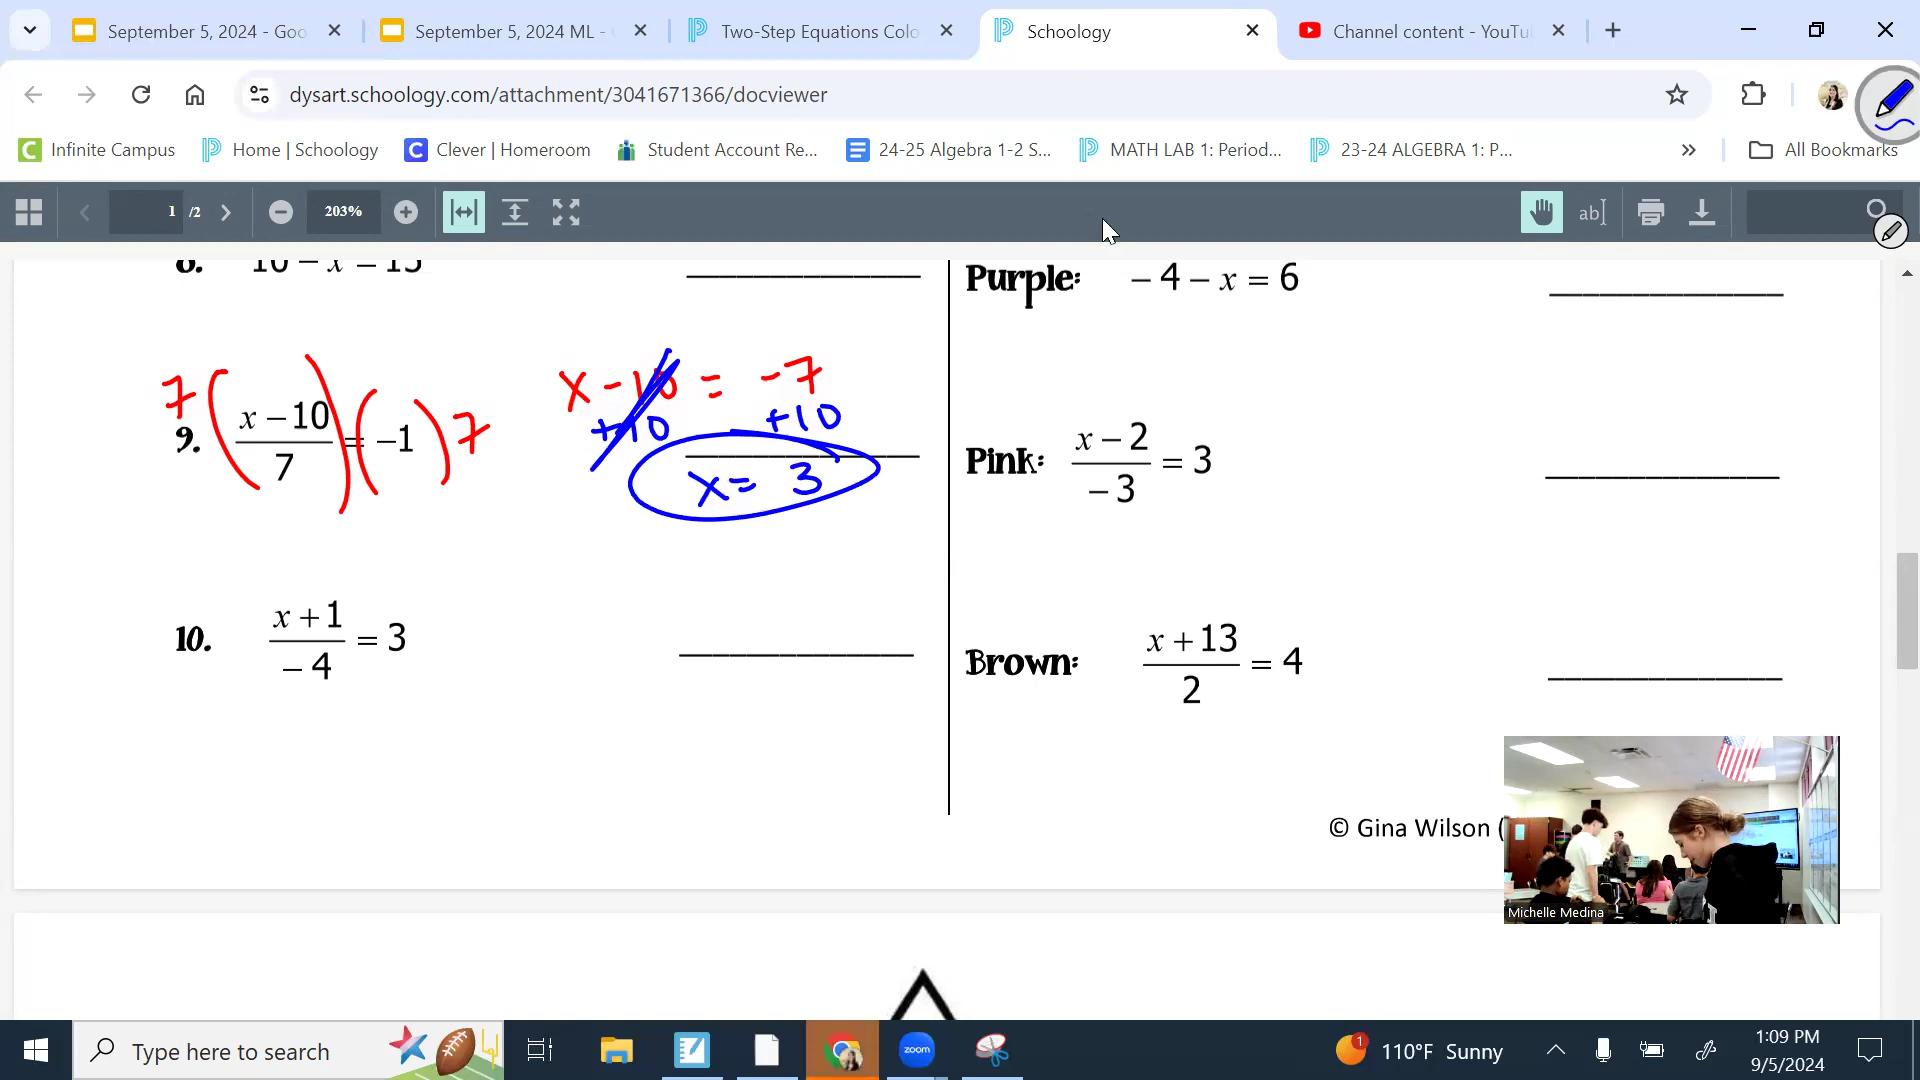 September 5, 2024 - Goo
September 5, 2024 ML -
Two-Step Equations Colo
Schoology
Channel content - YouTu
dysart.schoology.com/attachment/3041671366/docviewer
Infinite Campus
Home | Schoology
Clever | Homeroom
Student Account Re...
24-25 Algebra 1-2 S...
MATH LAB 1: Period...
23-24 ALGEBRA 1: P...
»
All Bookmarks
1 /2
203%
ab
8. 10 - x = 15
9. x - 10 / 7 = -1
7 ( ) = ( ) 7
x - 10 = -7
+10 +10
x = 3
10. x + 1 / -4 = 3
Purple: -4 - x = 6
Pink: x - 2 / -3 = 3
Brown: x + 13 / 2 = 4
© Gina Wilson (
Michelle Medina
Type here to search
zoom
1
110°F Sunny
1:09 PM
9/5/2024